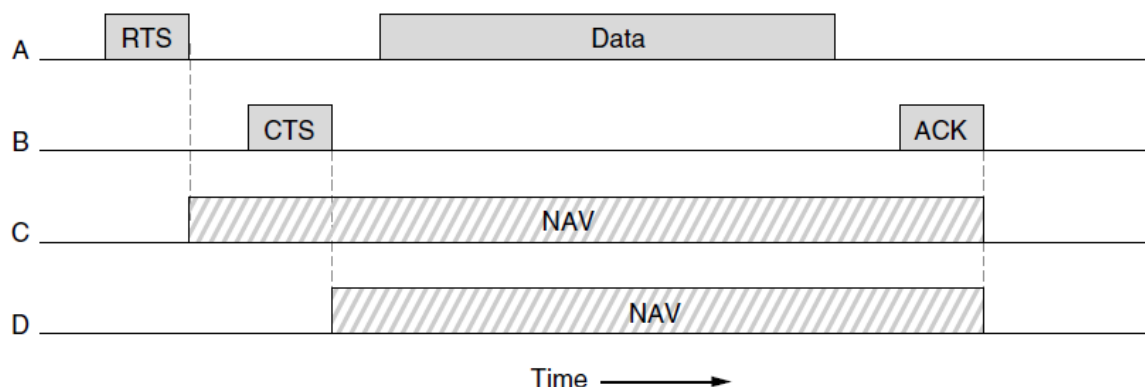 A RTS Data
B CTS ACK
C NAV
D NAV
Time